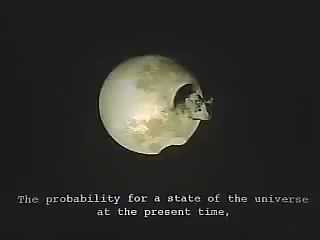 The probability for a state of the universe
at the present time,